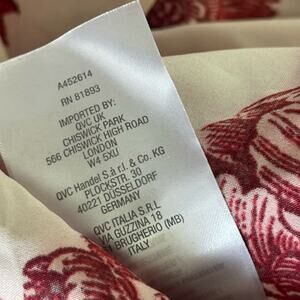 A452614
RN 81893
IMPORTED BY:
QVC UK
CHISWICK PARK
566 CHISWICK HIGH ROAD
LONDON
W4 5XU
QVC Handel S.à r.l. & Co. KG
PLOCKSTR. 30
40221 DÜSSELDORF
GERMANY
QVC ITALIA S.R.L
VIA GUZZINA 18
BRUGHERIO (MB)
ITALY